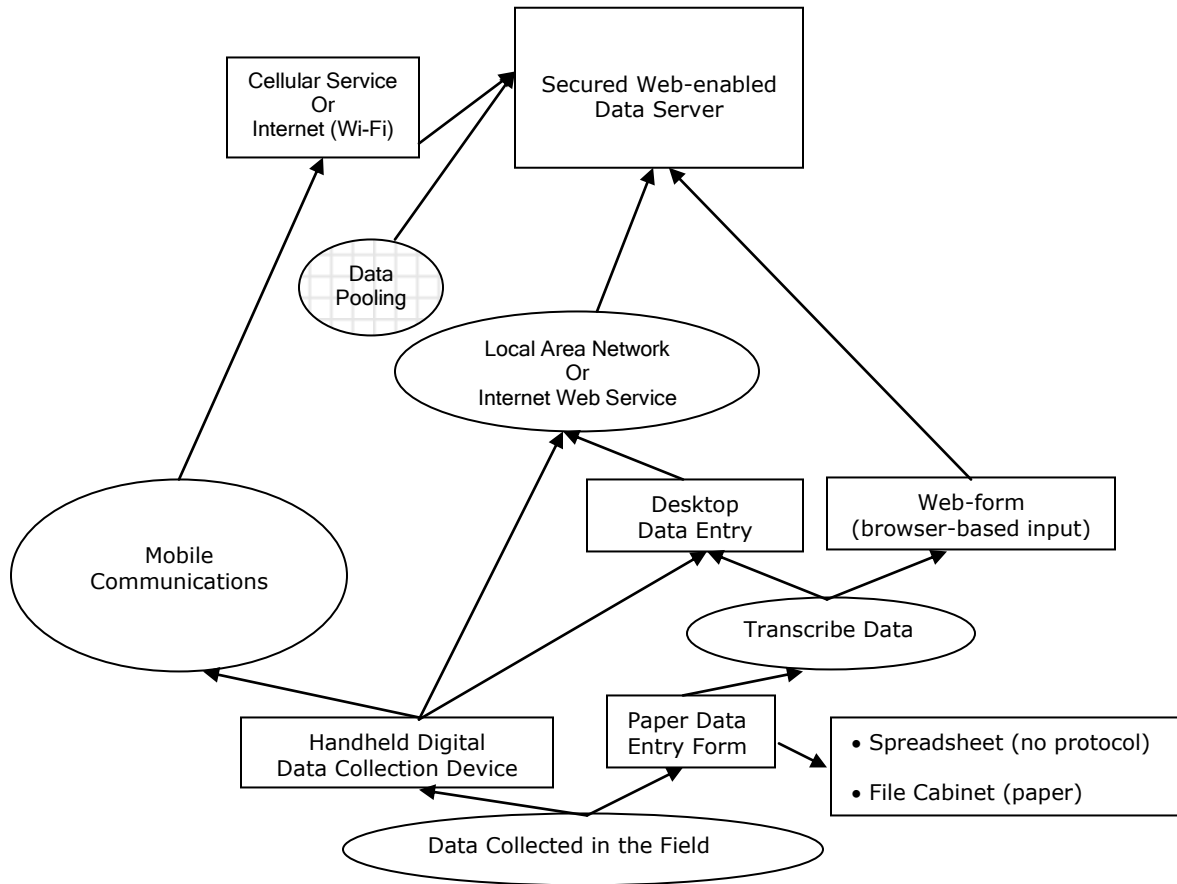 Cellular Service
Or
Internet (Wi-Fi)
Secured Web-enabled
Data Server
Data
Pooling
Local Area Network
Or
Internet Web Service
Desktop
Data Entry
Web-form
(browser-based input)
Mobile
Communications
Transcribe Data
Handheld Digital
Data Collection Device
Paper Data
Entry Form
• Spreadsheet (no protocol)
• File Cabinet (paper)
Data Collected in the Field